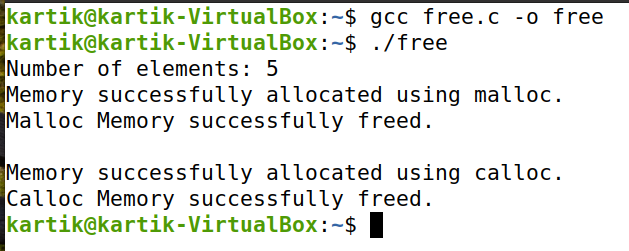 kartik@kartik-VirtualBox:~$ gcc free.c -o free
kartik@kartik-VirtualBox:~$ ./free
Number of elements: 5
Memory successfully allocated using malloc.
Malloc Memory successfully freed.

Memory successfully allocated using calloc.
Calloc Memory successfully freed.
kartik@kartik-VirtualBox:~$